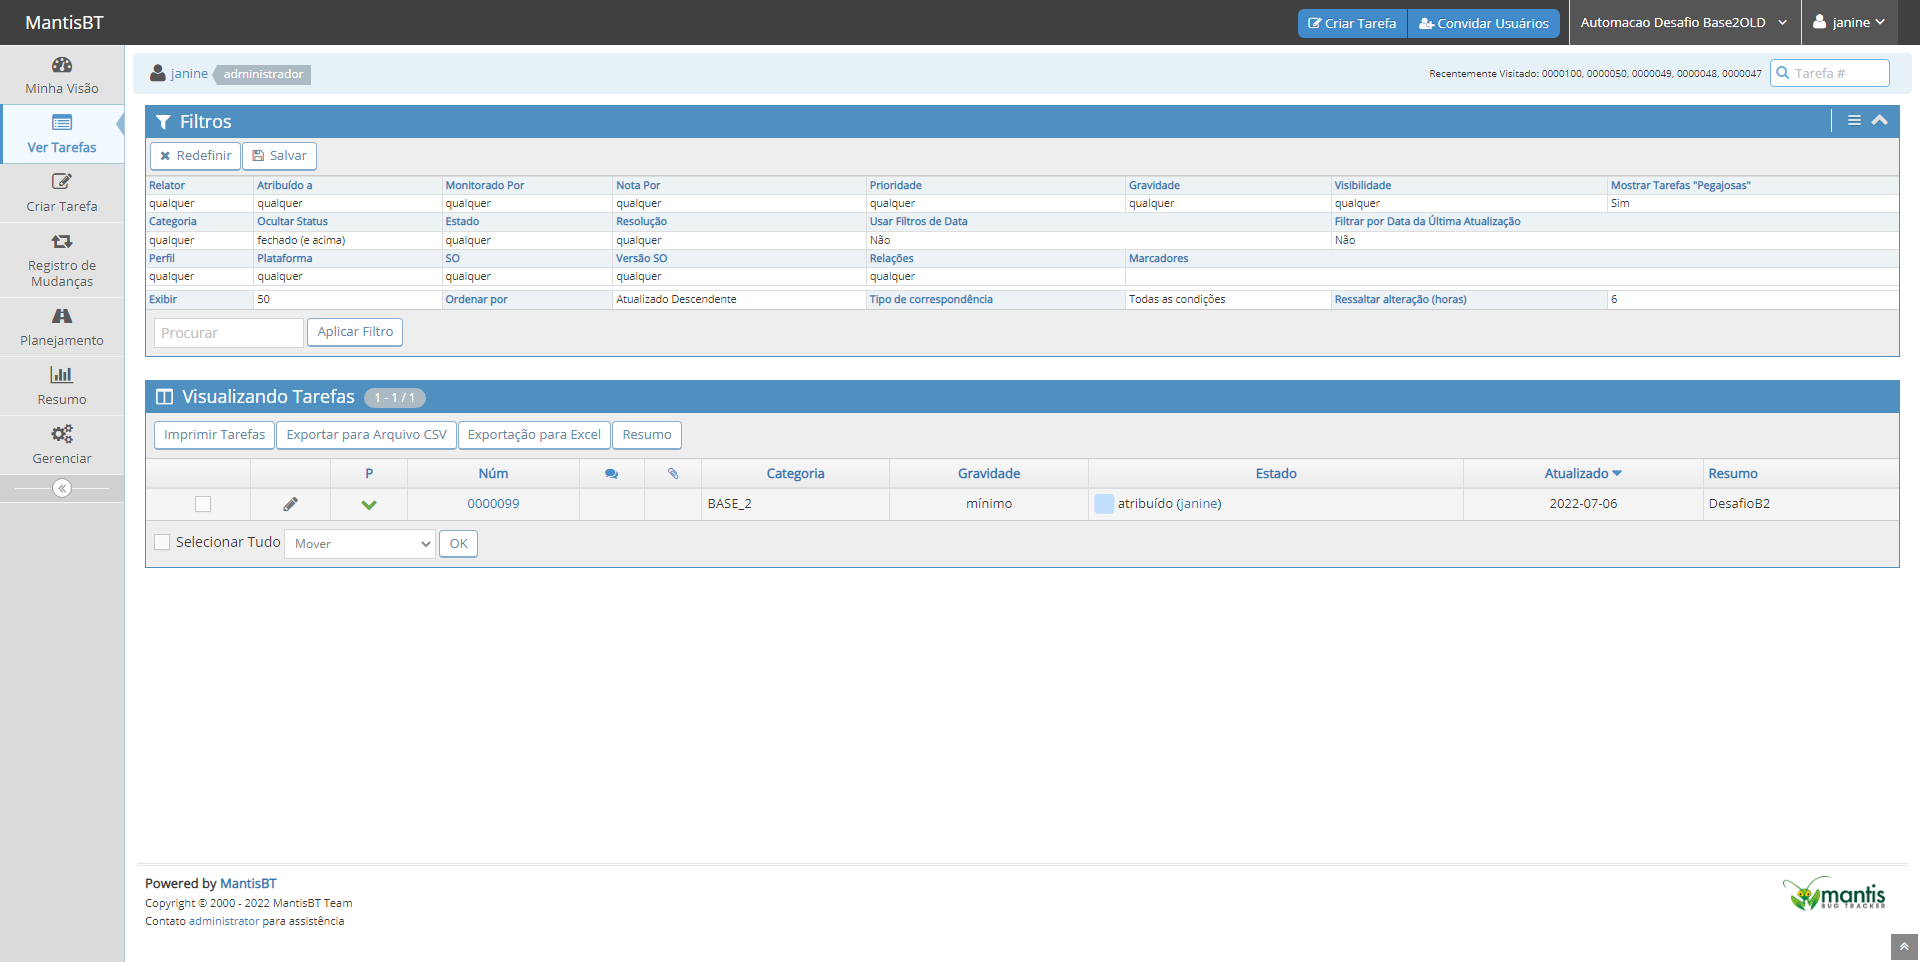 MantisBT
Criar Tarefa Convidar Usuários Automacao Desafio Base2OLD janine
Minha Visão
Ver Tarefas
Criar Tarefa
Registro de
Mudanças
Planejamento
Resumo
Gerenciar
janine administrador
Recentemente Visitado: 0000100, 0000050, 0000049, 0000048, 0000047 Tarefa #
Filtros
Redefinir Salvar
Relator Atribuído a Monitorado Por Nota Por Prioridade Gravidade Visibilidade Mostrar Tarefas "Pegajosas"
qualquer qualquer qualquer qualquer qualquer qualquer qualquer Sim
Categoria Ocultar Status Estado Resolução Usar Filtros de Data Filtrar por Data da Última Atualização
qualquer fechado (e acima) qualquer qualquer Não Não
Perfil Plataforma SO Versão SO Relações Marcadores
qualquer qualquer qualquer qualquer qualquer
Exibir 50 Ordenar por Atualizado Descendente Tipo de correspondência Todas as condições Ressaltar alteração (horas) 6
Procurar Aplicar Filtro
Visualizando Tarefas 1 - 1 / 1
Imprimir Tarefas Exportar para Arquivo CSV Exportação para Excel Resumo
P Núm Categoria Gravidade Estado Atualizado Resumo
0000099 BASE_2 mínimo atribuído (janine) 2022-07-06 DesafioB2
Selecionar Tudo Mover OK
Powered by MantisBT
Copyright © 2000 - 2022 MantisBT Team
Contato administrator para assistência
mantis
BUG TRACKER